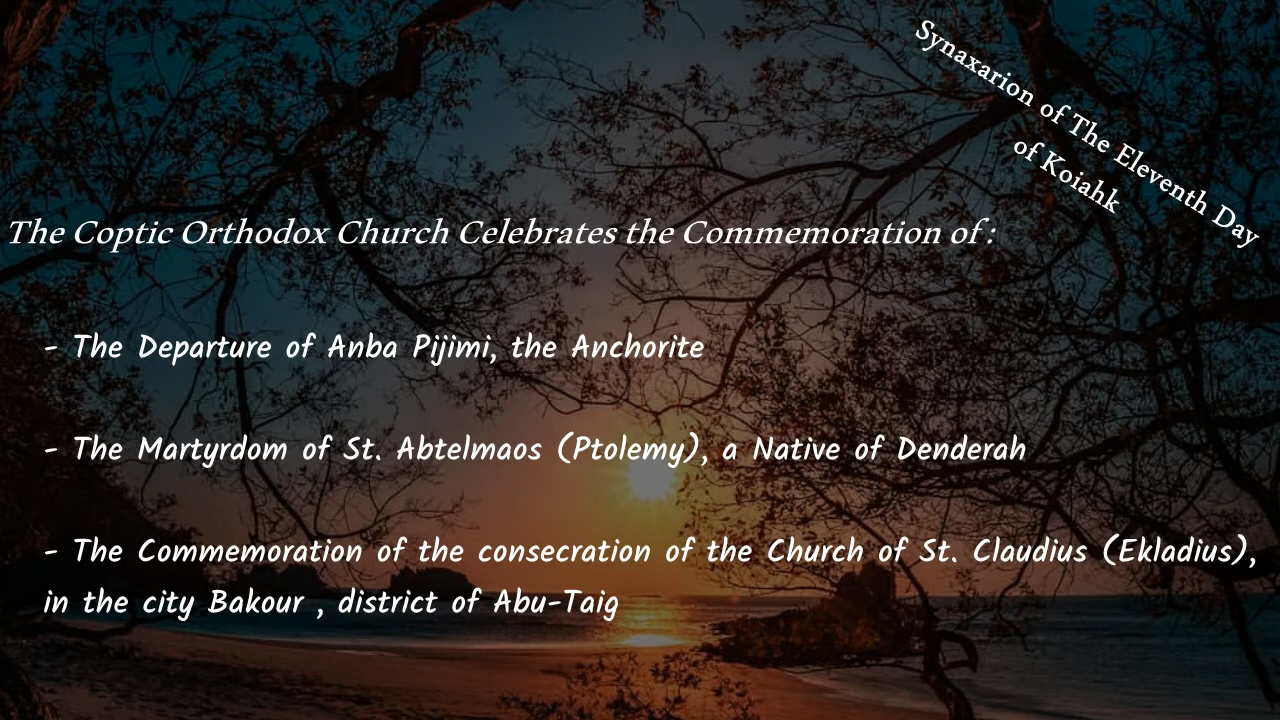 Synaxarion of The Eleventh Day
of Koiahk
The Coptic Orthodox Church Celebrates the Commemoration of :
- The Departure of Anba Pijimi, the Anchorite
- The Martyrdom of St. Abtelmaos (Ptolemy), a Native of Denderah
- The Commemoration of the consecration of the Church of St. Claudius (Ekladius),
in the city Bakour , district of Abu-Taig